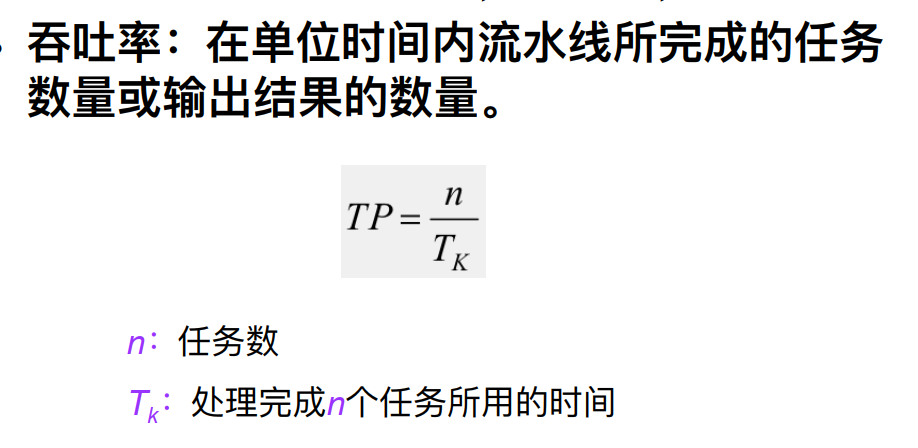 吞吐率：在单位时间内流水线所完成的任务
数量或输出结果的数量。
TP = n / T_K
n：任务数
T_k：处理完成n个任务所用的时间